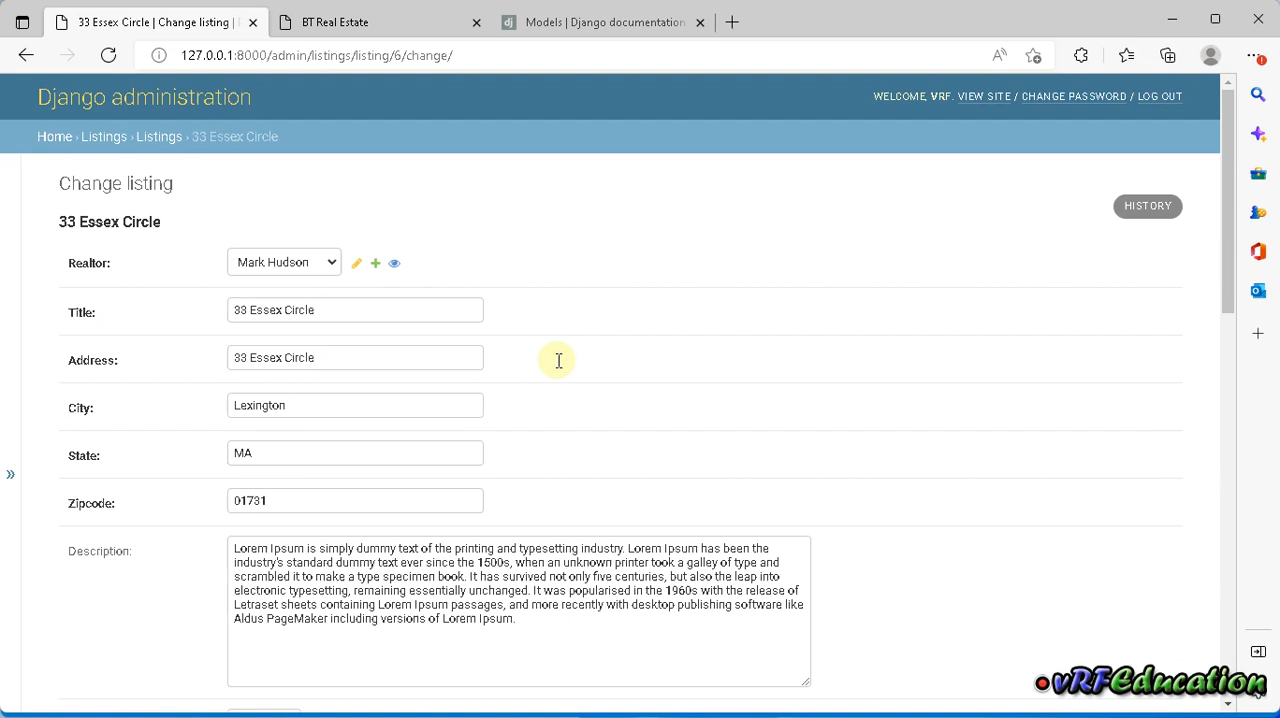 33 Essex Circle | Change listing |
BT Real Estate
Models | Django documentation
127.0.0.1:8000/admin/listings/listing/6/change/
Django administration
WELCOME, VRF. VIEW SITE / CHANGE PASSWORD / LOG OUT
Home › Listings › Listings › 33 Essex Circle
Change listing
HISTORY
33 Essex Circle
Realtor: Mark Hudson
Title: 33 Essex Circle
Address: 33 Essex Circle
City: Lexington
State: MA
Zipcode: 01731
Description: Lorem Ipsum is simply dummy text of the printing and typesetting industry. Lorem Ipsum has been the
industry's standard dummy text ever since the 1500s, when an unknown printer took a galley of type and
scrambled it to make a type specimen book. It has survived not only five centuries, but also the leap into
electronic typesetting, remaining essentially unchanged. It was popularised in the 1960s with the release of
Letraset sheets containing Lorem Ipsum passages, and more recently with desktop publishing software like
Aldus PageMaker including versions of Lorem Ipsum.
vRFEducation